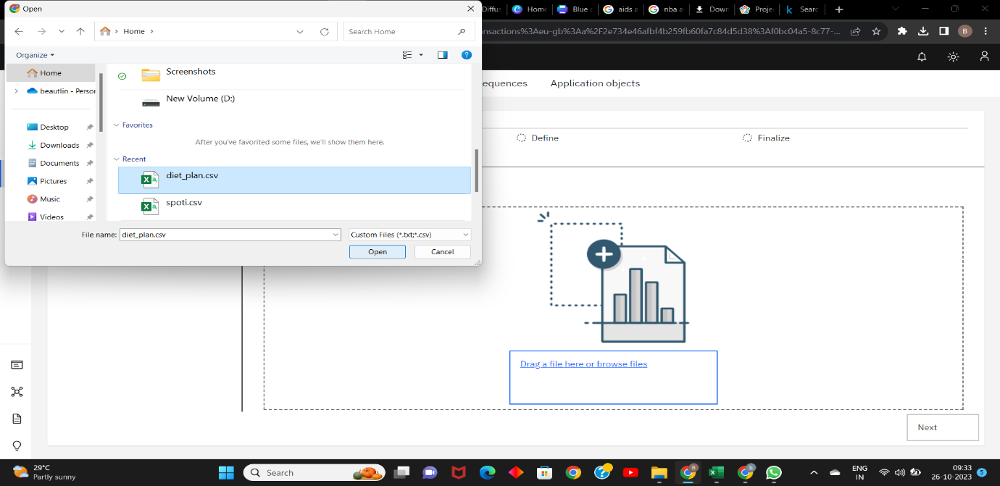 Open
Diffus
Home
Blue a
aids a
nba a
Down
Proje
Searc
Home
Search Home
nsactions%3Aeu-gb%3Aa%2F2e734e46afbf4b259fb60fa7c84d5d38%3Af0bc04a5-8c77-...
B
Organize
Home
beautlin - Persor
Desktop
Downloads
Documents
Pictures
Music
Videos
Screenshots
New Volume (D:)
Favorites
After you've favorited some files, we'll show them here.
Recent
diet_plan.csv
spoti.csv
File name: diet_plan.csv
Custom Files (*.txt;*.csv)
Open Cancel
equences Application objects
Define Finalize
Drag a file here or browse files
Next
29°C
Partly sunny
Search
ENG
IN
09:33
26-10-2023
5